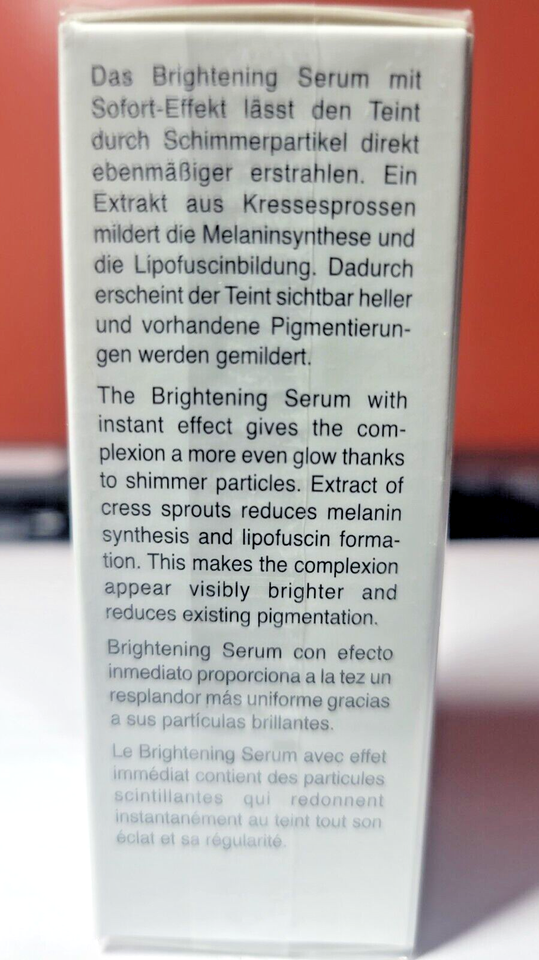 Das Brightening Serum mit
Sofort-Effekt lässt den Teint
durch Schimmerpartikel direkt
ebenmäßiger erstrahlen. Ein
Extrakt aus Kressesprossen
mildert die Melaninsynthese und
die Lipofuscinbildung. Dadurch
erscheint der Teint sichtbar heller
und vorhandene Pigmentierun-
gen werden gemildert.
The Brightening Serum with
instant effect gives the com-
plexion a more even glow thanks
to shimmer particles. Extract of
cress sprouts reduces melanin
synthesis and lipofuscin forma-
tion. This makes the complexion
appear visibly brighter and
reduces existing pigmentation.
Brightening Serum con efecto
inmediato proporciona a la tez un
resplandor más uniforme gracias
a sus partículas brillantes.
Le Brightening Serum avec effet
immédiat contient des particules
scintillantes qui redonnent
instantanément au teint tout son
éclat et sa régularité.